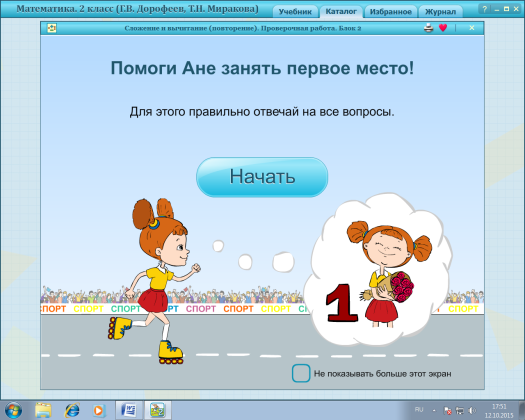 Математика. 2 класс (Г.В. Дорофеев, Т.Н. Миракова)
Учебник Каталог Избранное Журнал
Сложение и вычитание (повторение). Проверочная работа. Блок 2
Помоги Ане занять первое место!
Для этого правильно отвечай на все вопросы.
Начать
1
СПОРТ СПОРТ СПОРТ СПОРТ СПОРТ СПОРТ СПОРТ
Не показывать больше этот экран
RU 17:51
12.10.2015